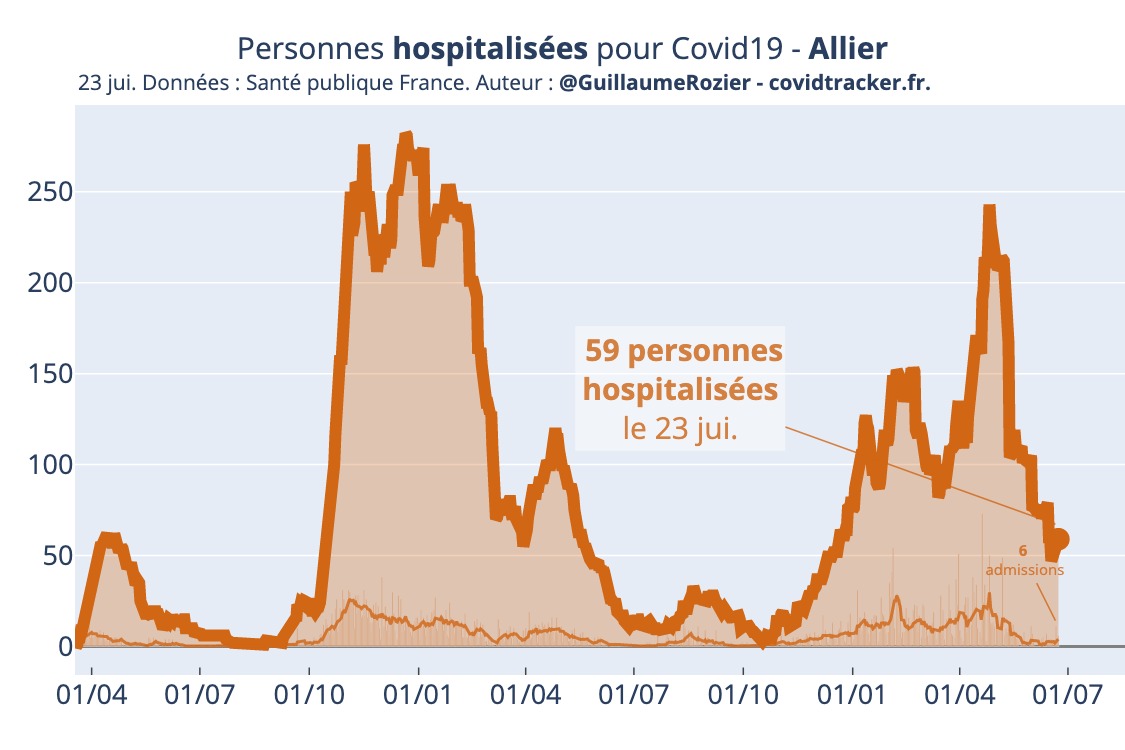 Personnes hospitalisées pour Covid19 - Allier
23 jui. Données : Santé publique France. Auteur : @GuillaumeRozier - covidtracker.fr.
250
200
150
100
50
0
59 personnes
hospitalisées
le 23 jui.
6
admissions
01/04 01/07 01/10 01/01 01/04 01/07 01/10 01/01 01/04 01/07